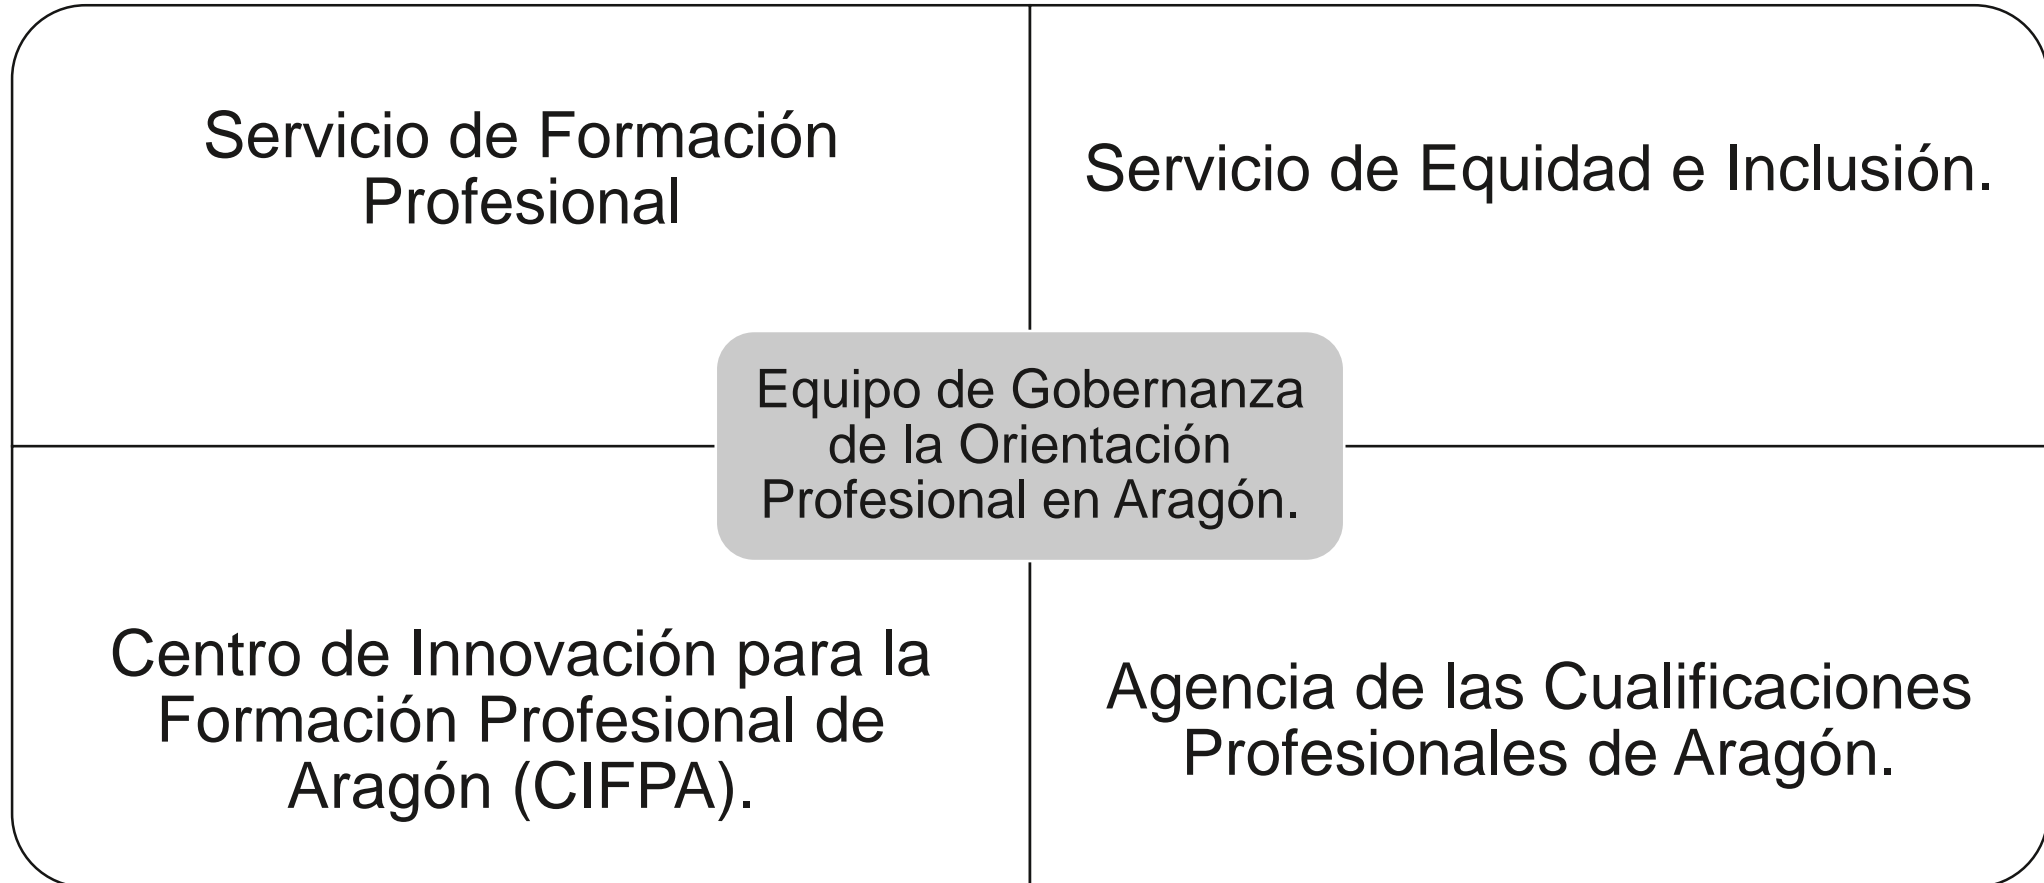 Servicio de Formación
Profesional
Servicio de Equidad e Inclusión.
Equipo de Gobernanza
de la Orientación
Profesional en Aragón.
Centro de Innovación para la
Formación Profesional de
Aragón (CIFPA).
Agencia de las Cualificaciones
Profesionales de Aragón.